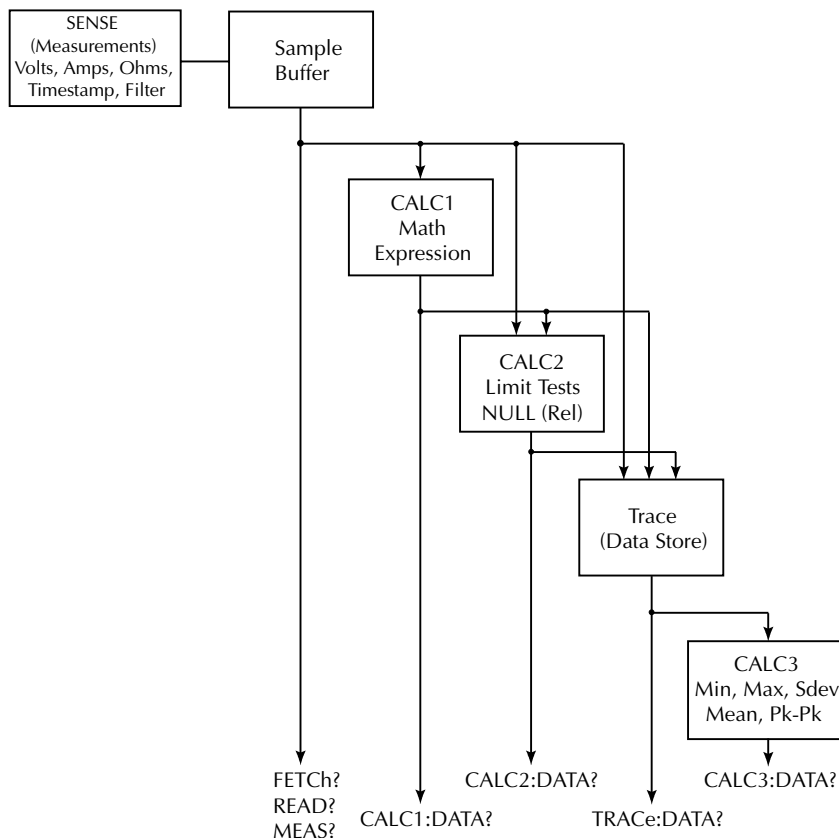 SENSE
(Measurements)
Volts, Amps, Ohms,
Timestamp, Filter
Sample
Buffer
CALC1
Math
Expression
CALC2
Limit Tests
NULL (Rel)
Trace
(Data Store)
CALC3
Min, Max, Sdev
Mean, Pk-Pk
FETCh?
READ?
MEAS?
CALC1:DATA?
CALC2:DATA?
TRACe:DATA?
CALC3:DATA?